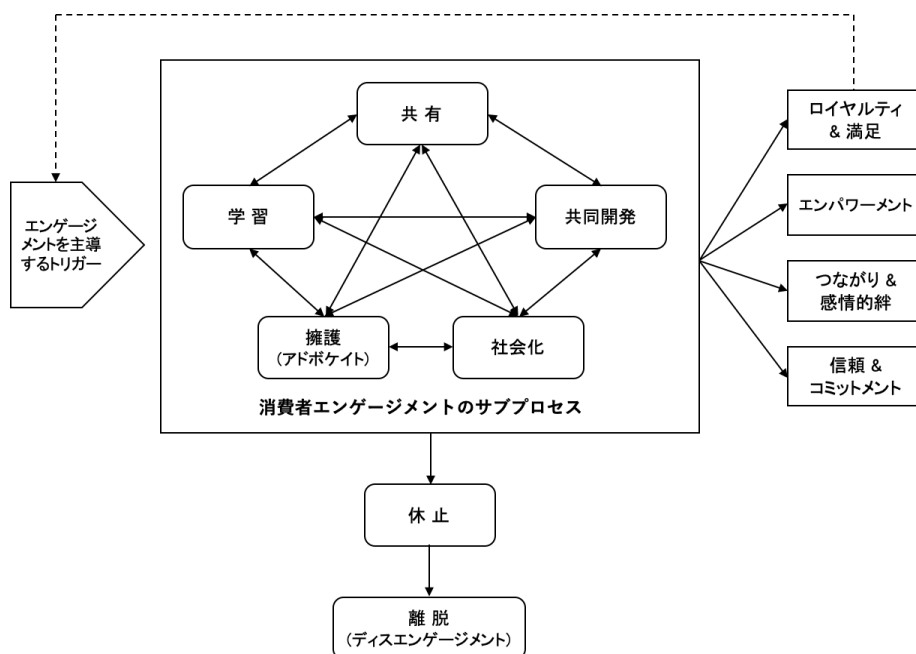 共 有
学 習
共同開発
擁護
(アドボケイト)
社会化
消費者エンゲージメントのサブプロセス
エンゲージ
メントを主導
するトリガー
ロイヤルティ
& 満足
エンパワーメント
つながり &
感情的絆
信頼 &
コミットメント
休 止
離 脱
(ディスエンゲージメント)